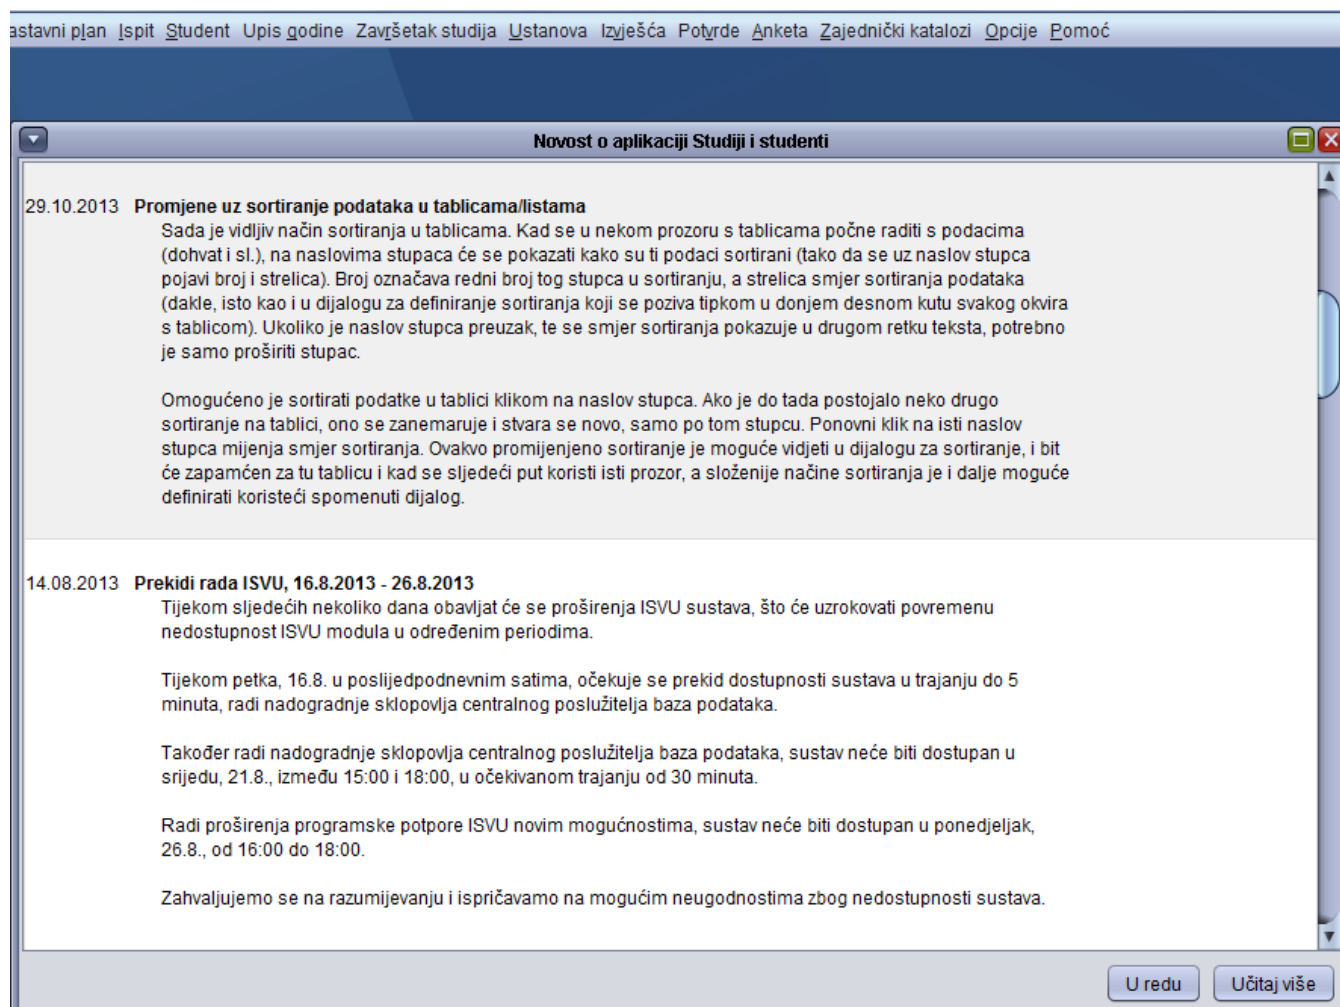 astavni plan Ispit Student Upis godine Završetak studija Ustanova Izvješća Potvrde Anketa Zajednički katalozi Opcije Pomoć
Novost o aplikaciji Studiji i studenti
29.10.2013 Promjene uz sortiranje podataka u tablicama/listama
Sada je vidljiv način sortiranja u tablicama. Kad se u nekom prozoru s tablicama počne raditi s podacima
(dohvat i sl.), na naslovima stupaca će se pokazati kako su ti podaci sortirani (tako da se uz naslov stupca
pojavi broj i strelica). Broj označava redni broj tog stupca u sortiranju, a strelica smjer sortiranja podataka
(dakle, isto kao i u dijalogu za definiranje sortiranja koji se poziva tipkom u donjem desnom kutu svakog okvira
s tablicom). Ukoliko je naslov stupca preuzak, te se smjer sortiranja pokazuje u drugom retku teksta, potrebno
je samo proširiti stupac.
Omogućeno je sortirati podatke u tablici klikom na naslov stupca. Ako je do tada postojalo neko drugo
sortiranje na tablici, ono se zanemaruje i stvara se novo, samo po tom stupcu. Ponovni klik na isti naslov
stupca mijenja smjer sortiranja. Ovakvo promijenjeno sortiranje je moguće vidjeti u dijalogu za sortiranje, i bit
će zapamćen za tu tablicu i kad se sljedeći put koristi isti prozor, a složenije načine sortiranja je i dalje moguće
definirati koristeći spomenuti dijalog.
14.08.2013 Prekidi rada ISVU, 16.8.2013 - 26.8.2013
Tijekom sljedećih nekoliko dana obavljat će se proširenja ISVU sustava, što će uzrokovati povremenu
nedostupnost ISVU modula u određenim periodima.
Tijekom petka, 16.8. u poslijedpodnevnim satima, očekuje se prekid dostupnosti sustava u trajanju do 5
minuta, radi nadogradnje sklopovlja centralnog poslužitelja baza podataka.
Također radi nadogradnje sklopovlja centralnog poslužitelja baza podataka, sustav neće biti dostupan u
srijedu, 21.8., između 15:00 i 18:00, u očekivanom trajanju od 30 minuta.
Radi proširenja programske potpore ISVU novim mogućnostima, sustav neće biti dostupan u ponedjeljak,
26.8., od 16:00 do 18:00.
Zahvaljujemo se na razumijevanju i ispričavamo na mogućim neugodnostima zbog nedostupnosti sustava.
U redu Učitaj više